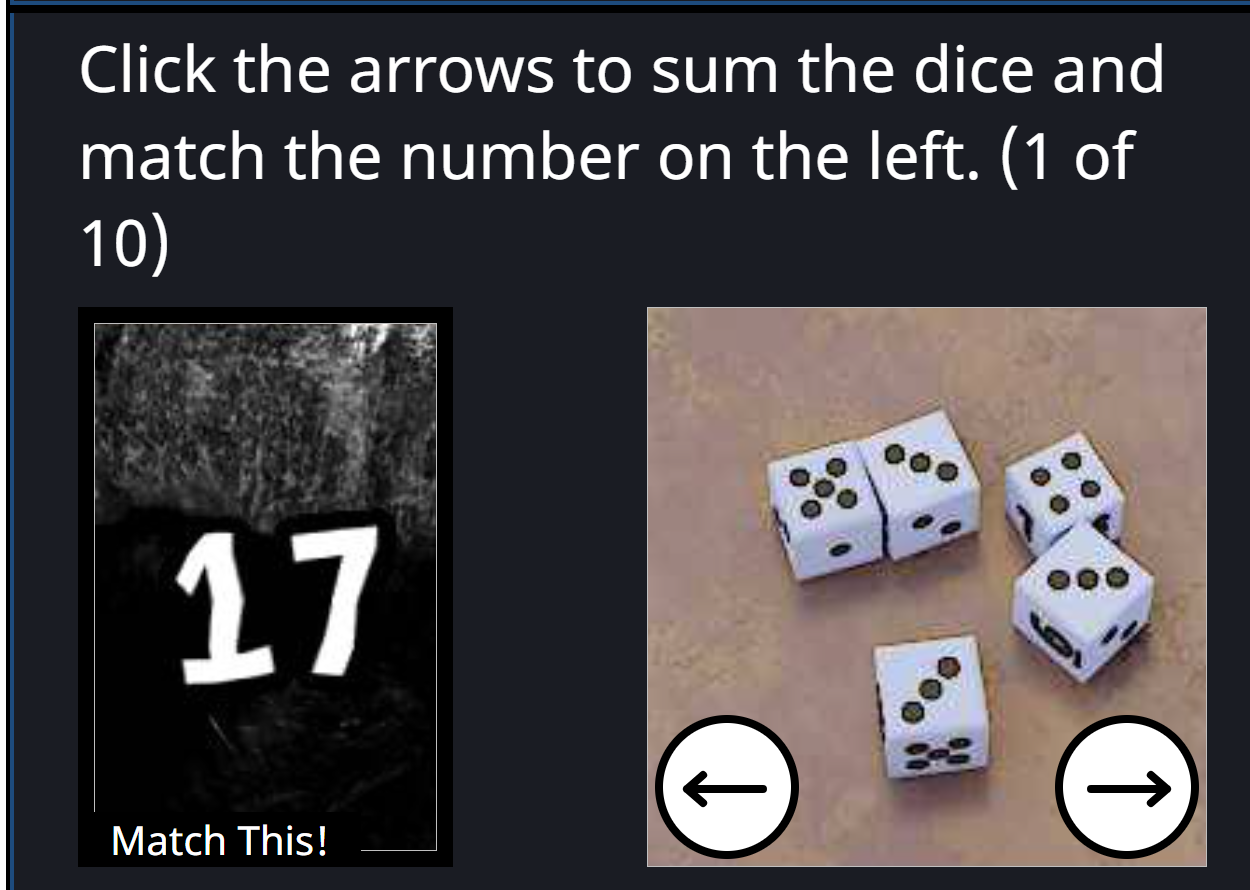 Click the arrows to sum the dice and
match the number on the left. (1 of
10)
17
Match This!